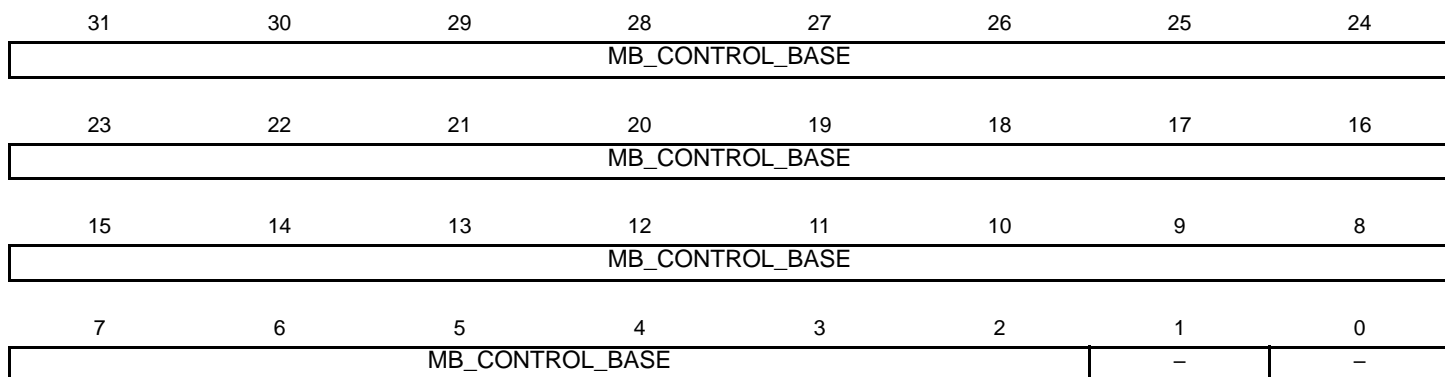 31 30 29 28 27 26 25 24
MB_CONTROL_BASE
23 22 21 20 19 18 17 16
MB_CONTROL_BASE
15 14 13 12 11 10 9 8
MB_CONTROL_BASE
7 6 5 4 3 2 1 0
MB_CONTROL_BASE – –